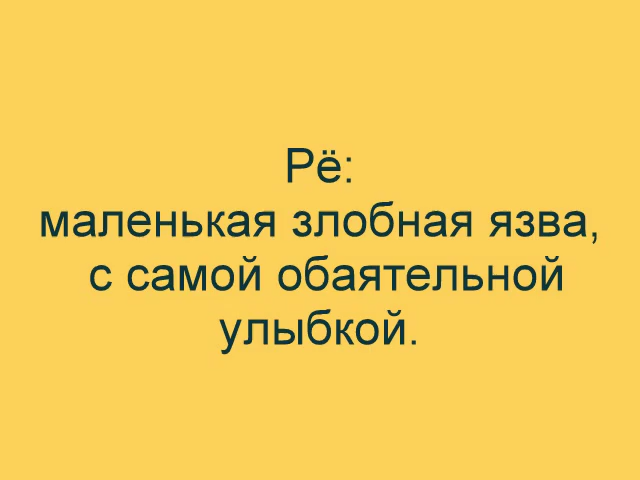 Рё:
маленькая злобная язва,
с самой обаятельной
улыбкой.